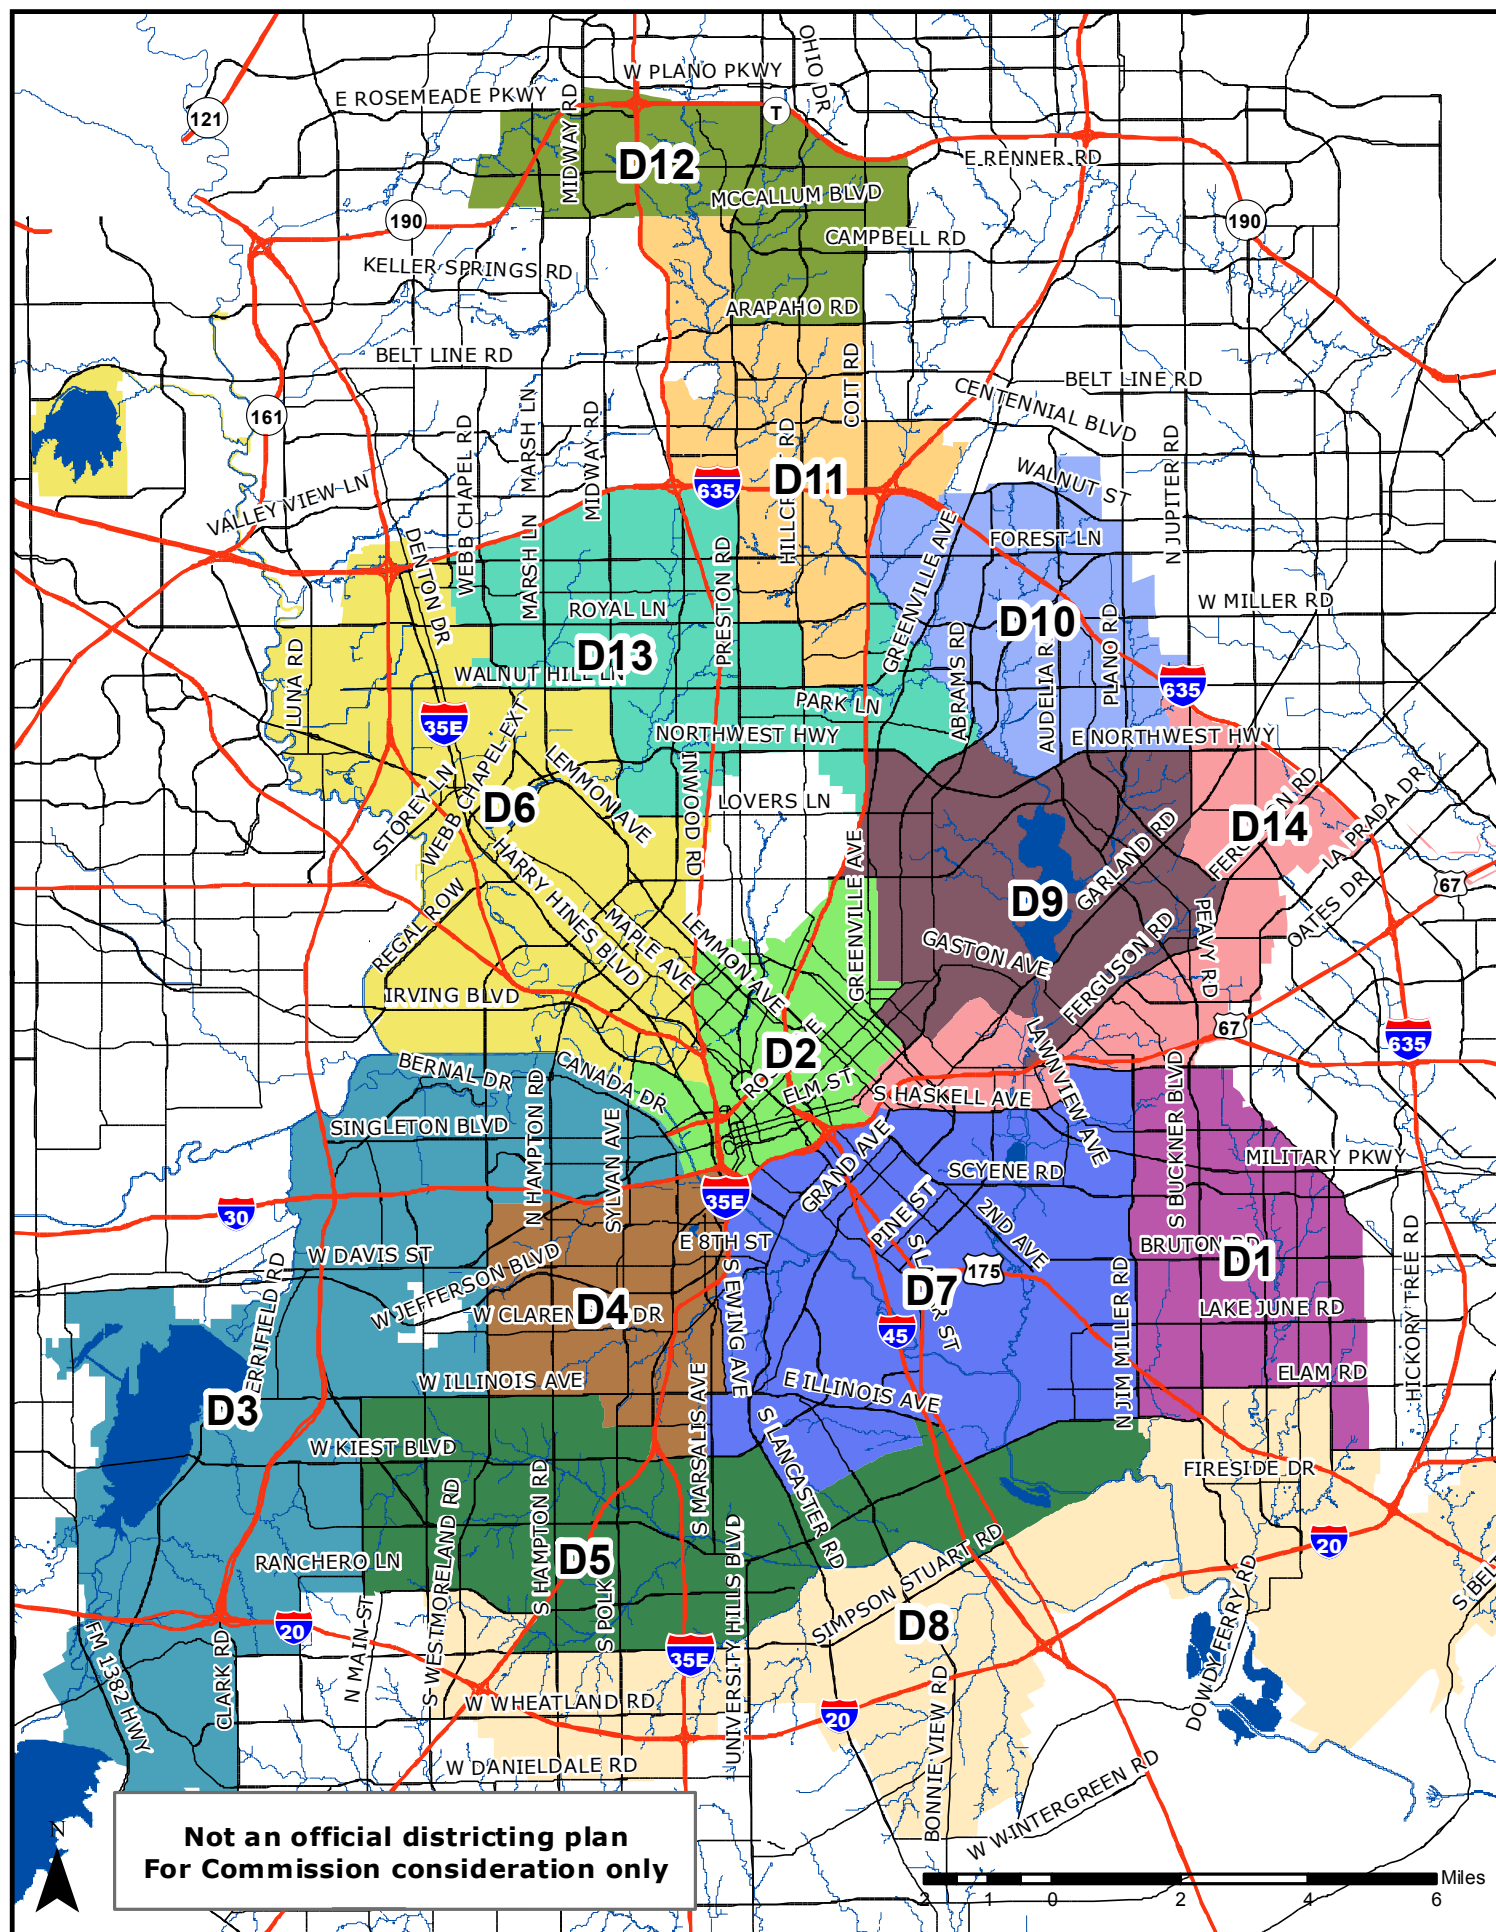 W PLANO PKWY
OHIO DR
E ROSEMEADE PKWY
MIDWAY RD
121
T
D12
E RENNER RD
MCCALLUM BLVD
190
190
CAMPBELL RD
KELLER SPRINGS RD
ARAPAHO RD
BELT LINE RD
COIT RD
BELT LINE RD
CENTENNIAL BLVD
161
WEBB CHAPEL RD
MARSH LN
MIDWAY RD
N JUPITER RD
WALNUT ST
VALLEY VIEW LN
635
D11
DENTON DR
MARSH LN
PRESTON RD
GREENVILLE AVE
FOREST LN
ROYAL LN
W MILLER RD
D13
D10
LUNA RD
WALNUT HILL LN
ABRAMS RD
PLANO RD
635
35E
PARK LN
NORTHWEST HWY
E NORTHWEST HWY
WEBB CHAPEL EXT
STOREY LN
LEMMON AVE
INWOOD RD
LOVERS LN
D6
D14
LA PRADA DR
GARLAND RD
HARRY HINES BLVD
GREENVILLE AVE
67
D9
REGAL ROW
MAPLE AVE
LEMMON AVE
GASTON AVE
FERGUSON RD
PEAVY RD
OATES DR
IRVING BLVD
67
635
D2
ELM ST
BERNAL DR
CANADA DR
S HASKELL AVE
LAWNVIEW AVE
S BUCKNER BLVD
SINGLETON BLVD
N HAMPTON RD
SYLVAN AVE
GRAND AVE
SCYENE RD
MILITARY PKWY
30
35E
PINE ST
2ND AVE
E 8TH ST
W DAVIS ST
BRUTON RD
D1
W JEFFERSON BLVD
S EWING AVE
175
D7
W CLAREN
D4
DR
LAKE JUNE RD
45
N JIM MILLER RD
HICKORY TREE RD
ELAM RD
W ILLINOIS AVE
E ILLINOIS AVE
D3
S MARSALIS AVE
S LANCASTER RD
W KIEST BLVD
FIRESIDE DR
S HAMPTON RD
S WESTMORELAND RD
20
RANCHERO LN
D5
SIMPSON STUART RD
DOWDY FERRY RD
S BELT
20
N MAIN ST
S POLK
UNIVERSITY HILLS BLVD
D8
FM 1382 HWY
CLARK RD
35E
W WHEATLAND RD
20
BONNIE VIEW RD
W DANIELDALE RD
W WINTERGREEN RD
N
Not an official districting plan
For Commission consideration only
2 1 0 2 4 6
Miles